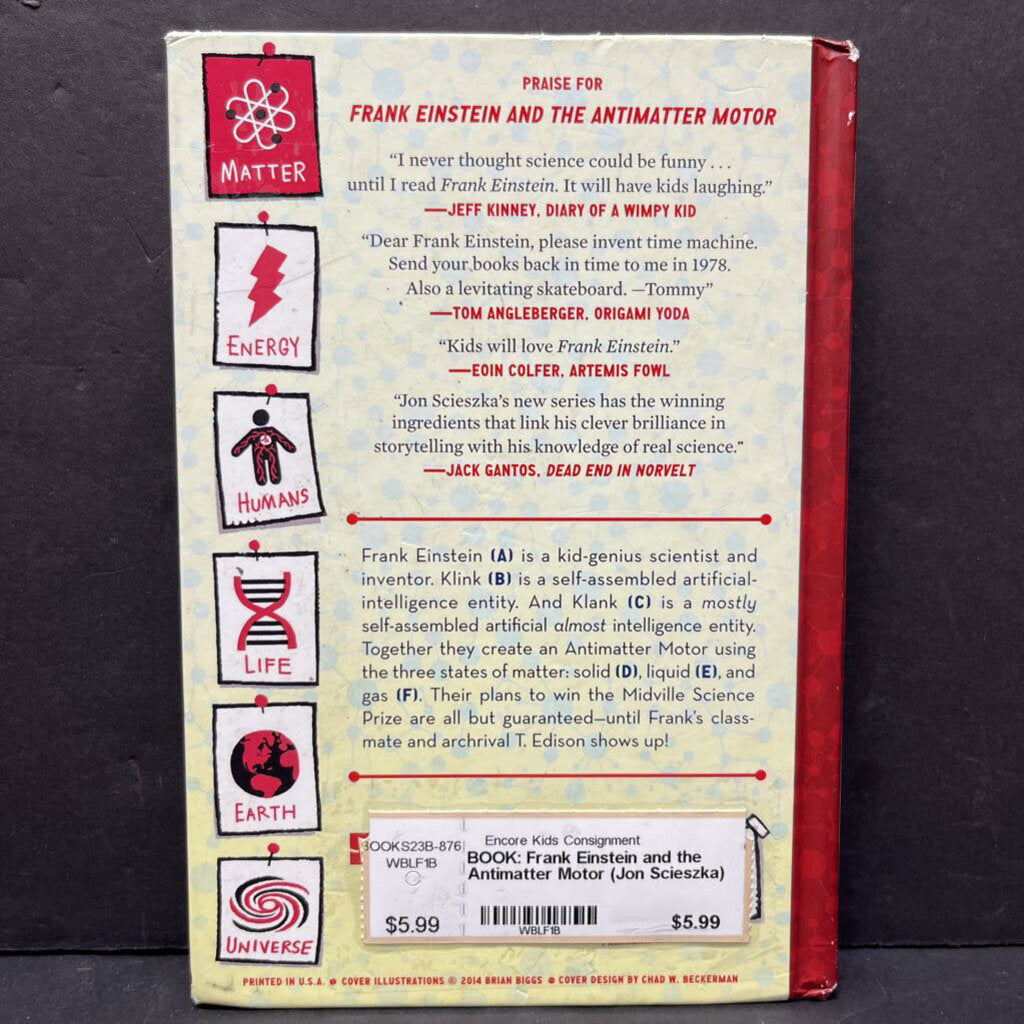 MATTER
ENERGY
HUMANS
LIFE
EARTH
UNIVERSE
PRAISE FOR
FRANK EINSTEIN AND THE ANTIMATTER MOTOR
“I never thought science could be funny . . .
until I read Frank Einstein. It will have kids laughing.”
—JEFF KINNEY, DIARY OF A WIMPY KID
“Dear Frank Einstein, please invent time machine.
Send your books back in time to me in 1978.
Also a levitating skateboard. —Tommy”
—TOM ANGLEBERGER, ORIGAMI YODA
“Kids will love Frank Einstein.”
—EOIN COLFER, ARTEMIS FOWL
“Jon Scieszka’s new series has the winning
ingredients that link his clever brilliance in
storytelling with his knowledge of real science.”
—JACK GANTOS, DEAD END IN NORVELT
Frank Einstein (A) is a kid-genius scientist and
inventor. Klink (B) is a self-assembled artificial-
intelligence entity. And Klank (C) is a mostly
self-assembled artificial almost intelligence entity.
Together they create an Antimatter Motor using
the three states of matter: solid (D), liquid (E), and
gas (F). Their plans to win the Midville Science
Prize are all but guaranteed—until Frank’s class-
mate and archrival T. Edison shows up!
BOOKS23B-876
WBLF1B
$5.99
Encore Kids Consignment
BOOK: Frank Einstein and the
Antimatter Motor (Jon Scieszka)
WBLF1B
$5.99
PRINTED IN U.S.A. COVER ILLUSTRATIONS © 2014 BRIAN BIGGS COVER DESIGN BY CHAD W. BECKERMAN